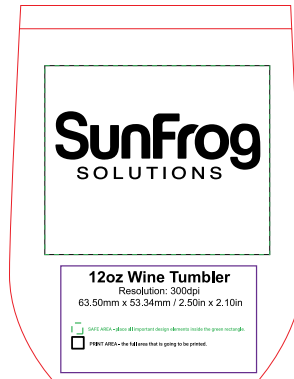 SunFrog
SOLUTIONS
12oz Wine Tumbler
Resolution: 300dpi
63.50mm x 53.34mm / 2.50in x 2.10in
SAFE AREA - place all important design elements inside the green rectangle.
PRINT AREA - the full area that is going to be printed.